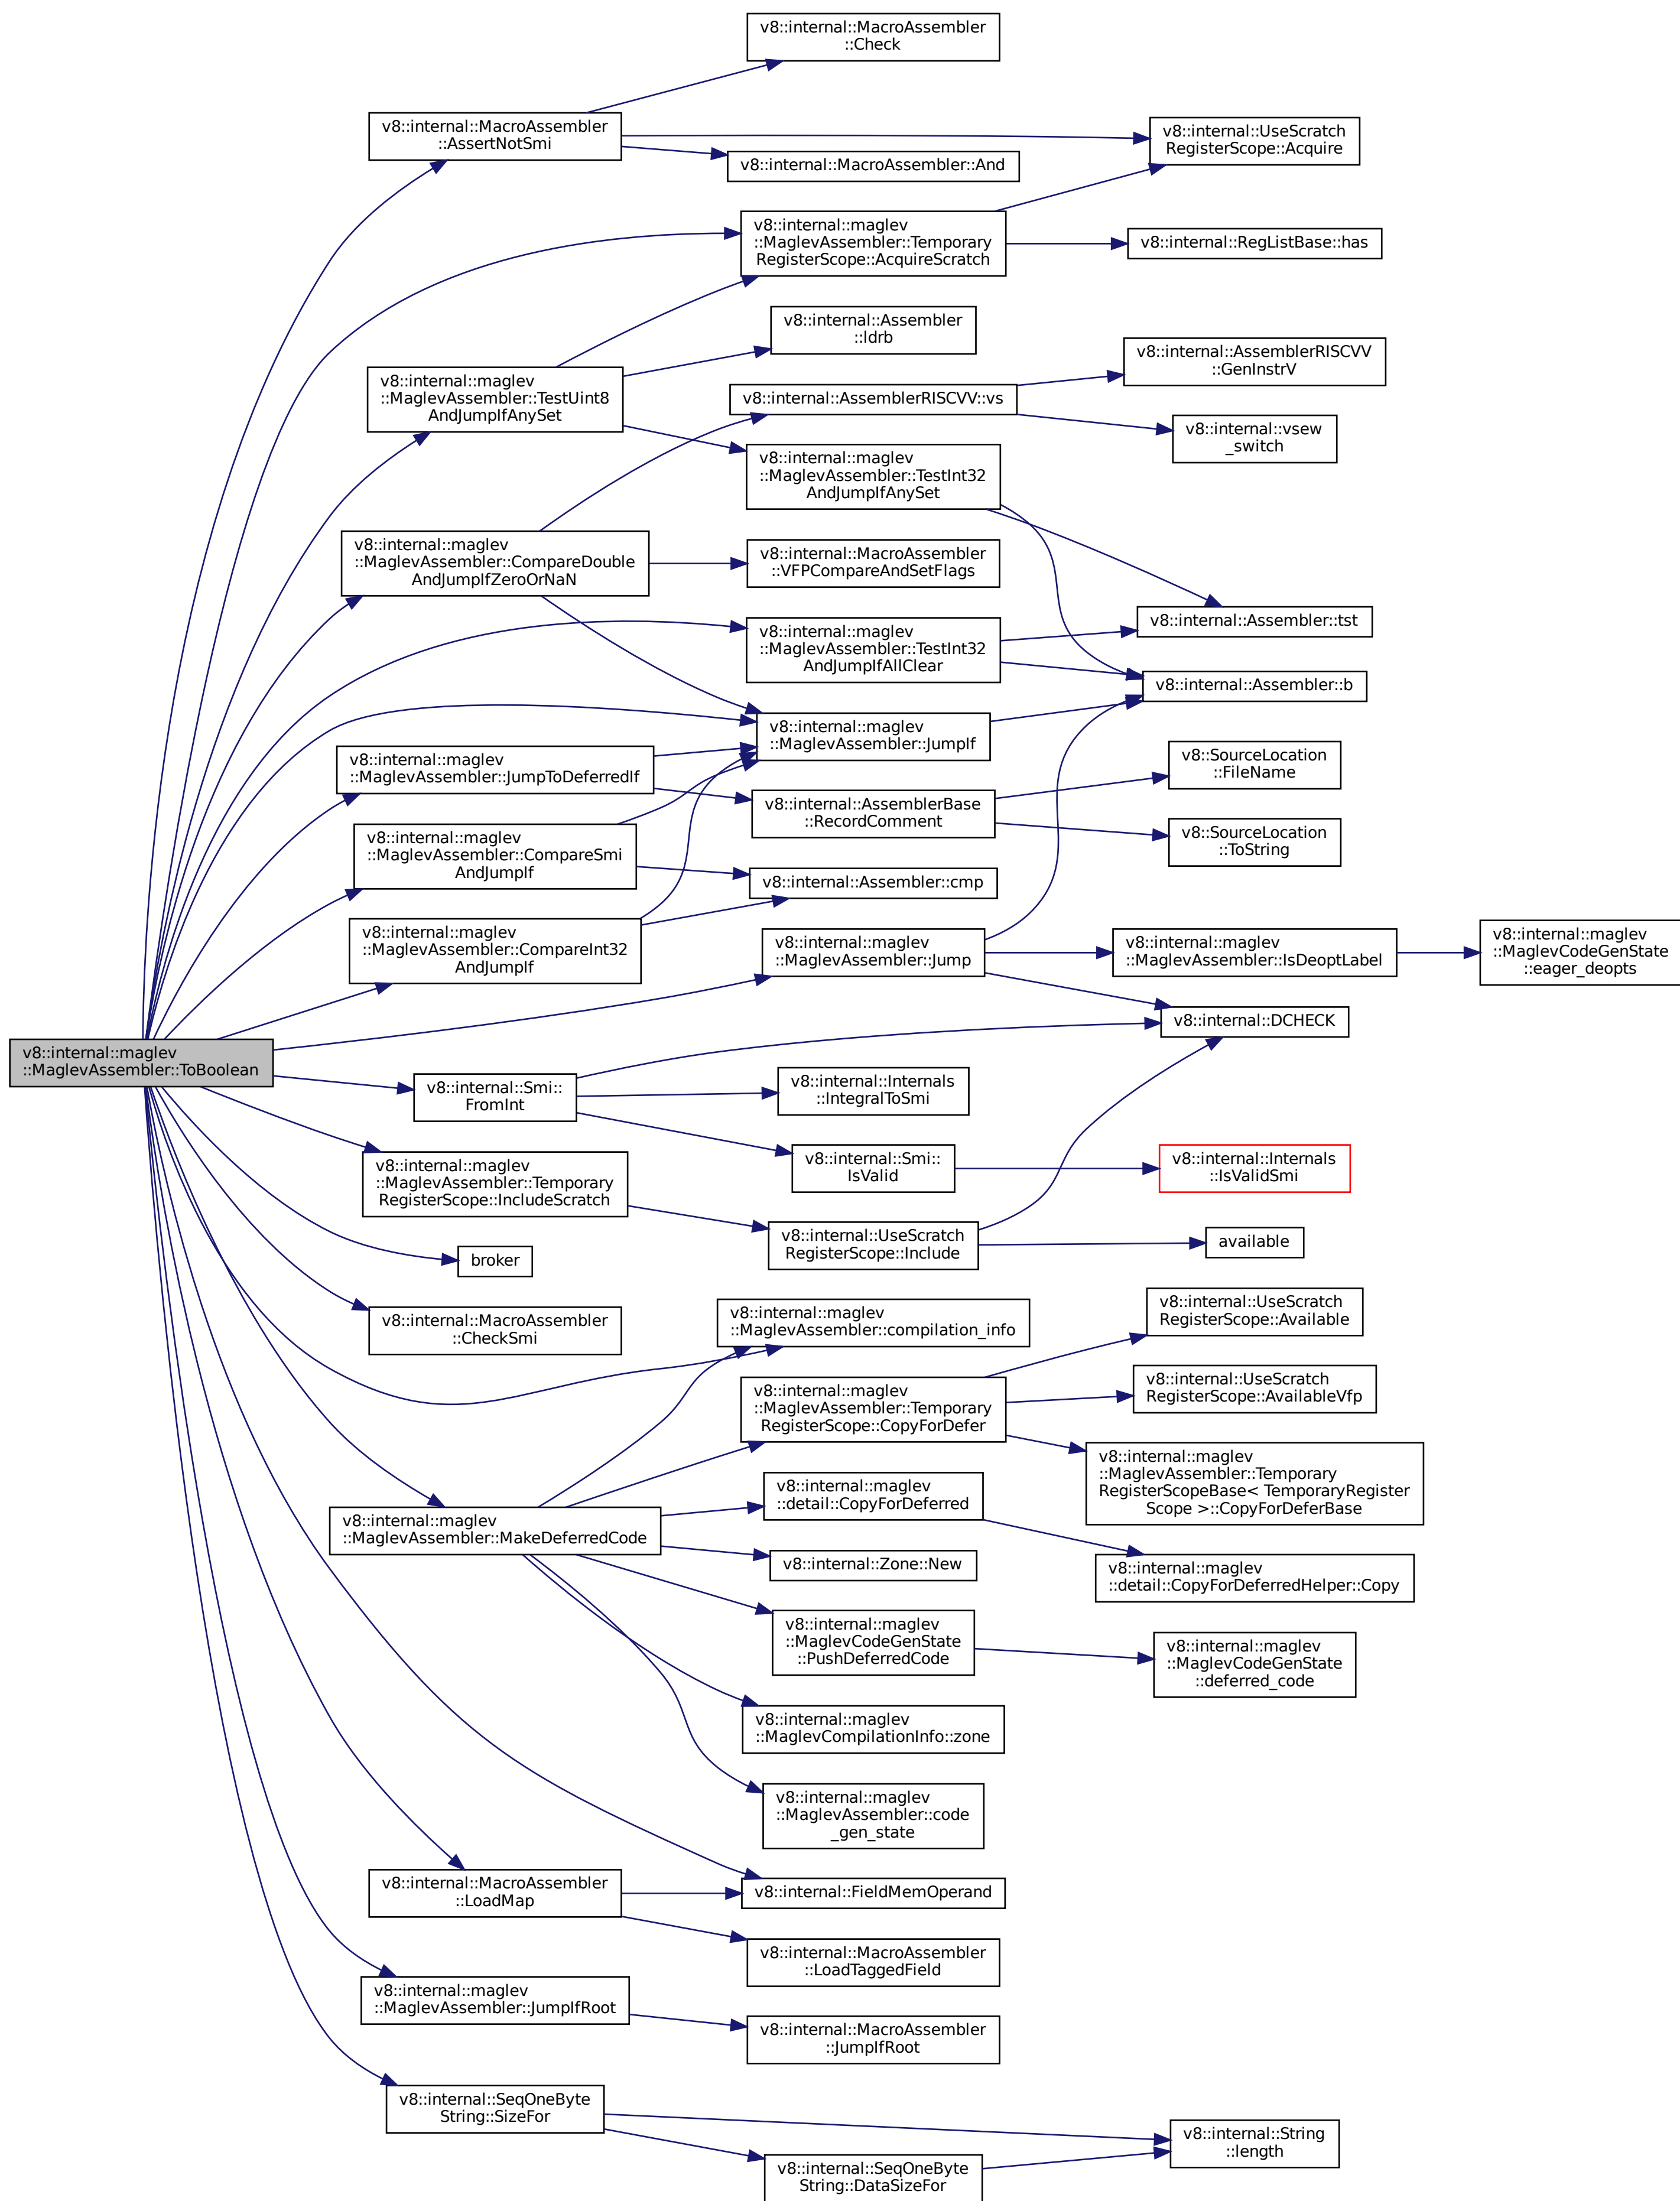 v8::internal::MacroAssembler
::Check
v8::internal::MacroAssembler
::AssertNotSmi
v8::internal::UseScratch
RegisterScope::Acquire
v8::internal::MacroAssembler::And
v8::internal::maglev
::MaglevAssembler::Temporary
RegisterScope::AcquireScratch
v8::internal::RegListBase::has
v8::internal::Assembler
::ldrb
v8::internal::AssemblerRISCVV
::GenInstrV
v8::internal::maglev
::MaglevAssembler::TestUint8
AndJumpIfAnySet
v8::internal::AssemblerRISCVV::vs
v8::internal::vsew
_switch
v8::internal::maglev
::MaglevAssembler::TestInt32
AndJumpIfAnySet
v8::internal::maglev
::MaglevAssembler::CompareDouble
AndJumpIfZeroOrNaN
v8::internal::MacroAssembler
::VFPCompareAndSetFlags
v8::internal::Assembler::tst
v8::internal::maglev
::MaglevAssembler::TestInt32
AndJumpIfAllClear
v8::internal::Assembler::b
v8::internal::maglev
::MaglevAssembler::JumpIf
v8::internal::maglev
::MaglevAssembler::JumpToDeferredIf
v8::SourceLocation
::FileName
v8::internal::AssemblerBase
::RecordComment
v8::SourceLocation
::ToString
v8::internal::maglev
::MaglevAssembler::CompareSmi
AndJumpIf
v8::internal::Assembler::cmp
v8::internal::maglev
::MaglevAssembler::CompareInt32
AndJumpIf
v8::internal::maglev
::MaglevAssembler::Jump
v8::internal::maglev
::MaglevAssembler::IsDeoptLabel
v8::internal::maglev
::MaglevCodeGenState
::eager_deopts
v8::internal::DCHECK
v8::internal::maglev
::MaglevAssembler::ToBoolean
v8::internal::Smi::
FromInt
v8::internal::Internals
::IntegralToSmi
v8::internal::Smi::
IsValid
v8::internal::Internals
::IsValidSmi
v8::internal::maglev
::MaglevAssembler::Temporary
RegisterScope::IncludeScratch
v8::internal::UseScratch
RegisterScope::Include
available
broker
v8::internal::MacroAssembler
::CheckSmi
v8::internal::maglev
::MaglevAssembler::compilation_info
v8::internal::UseScratch
RegisterScope::Available
v8::internal::maglev
::MaglevAssembler::Temporary
RegisterScope::CopyForDefer
v8::internal::UseScratch
RegisterScope::AvailableVfp
v8::internal::maglev
::MaglevAssembler::Temporary
RegisterScopeBase< TemporaryRegister
Scope >::CopyForDeferBase
v8::internal::maglev
::MaglevAssembler::MakeDeferredCode
v8::internal::maglev
::detail::CopyForDeferred
v8::internal::Zone::New
v8::internal::maglev
::detail::CopyForDeferredHelper::Copy
v8::internal::maglev
::MaglevCodeGenState
::PushDeferredCode
v8::internal::maglev
::MaglevCodeGenState
::deferred_code
v8::internal::maglev
::MaglevCompilationInfo::zone
v8::internal::maglev
::MaglevAssembler::code
_gen_state
v8::internal::MacroAssembler
::LoadMap
v8::internal::FieldMemOperand
v8::internal::MacroAssembler
::LoadTaggedField
v8::internal::maglev
::MaglevAssembler::JumpIfRoot
v8::internal::MacroAssembler
::JumpIfRoot
v8::internal::SeqOneByte
String::SizeFor
v8::internal::String
::length
v8::internal::SeqOneByte
String::DataSizeFor